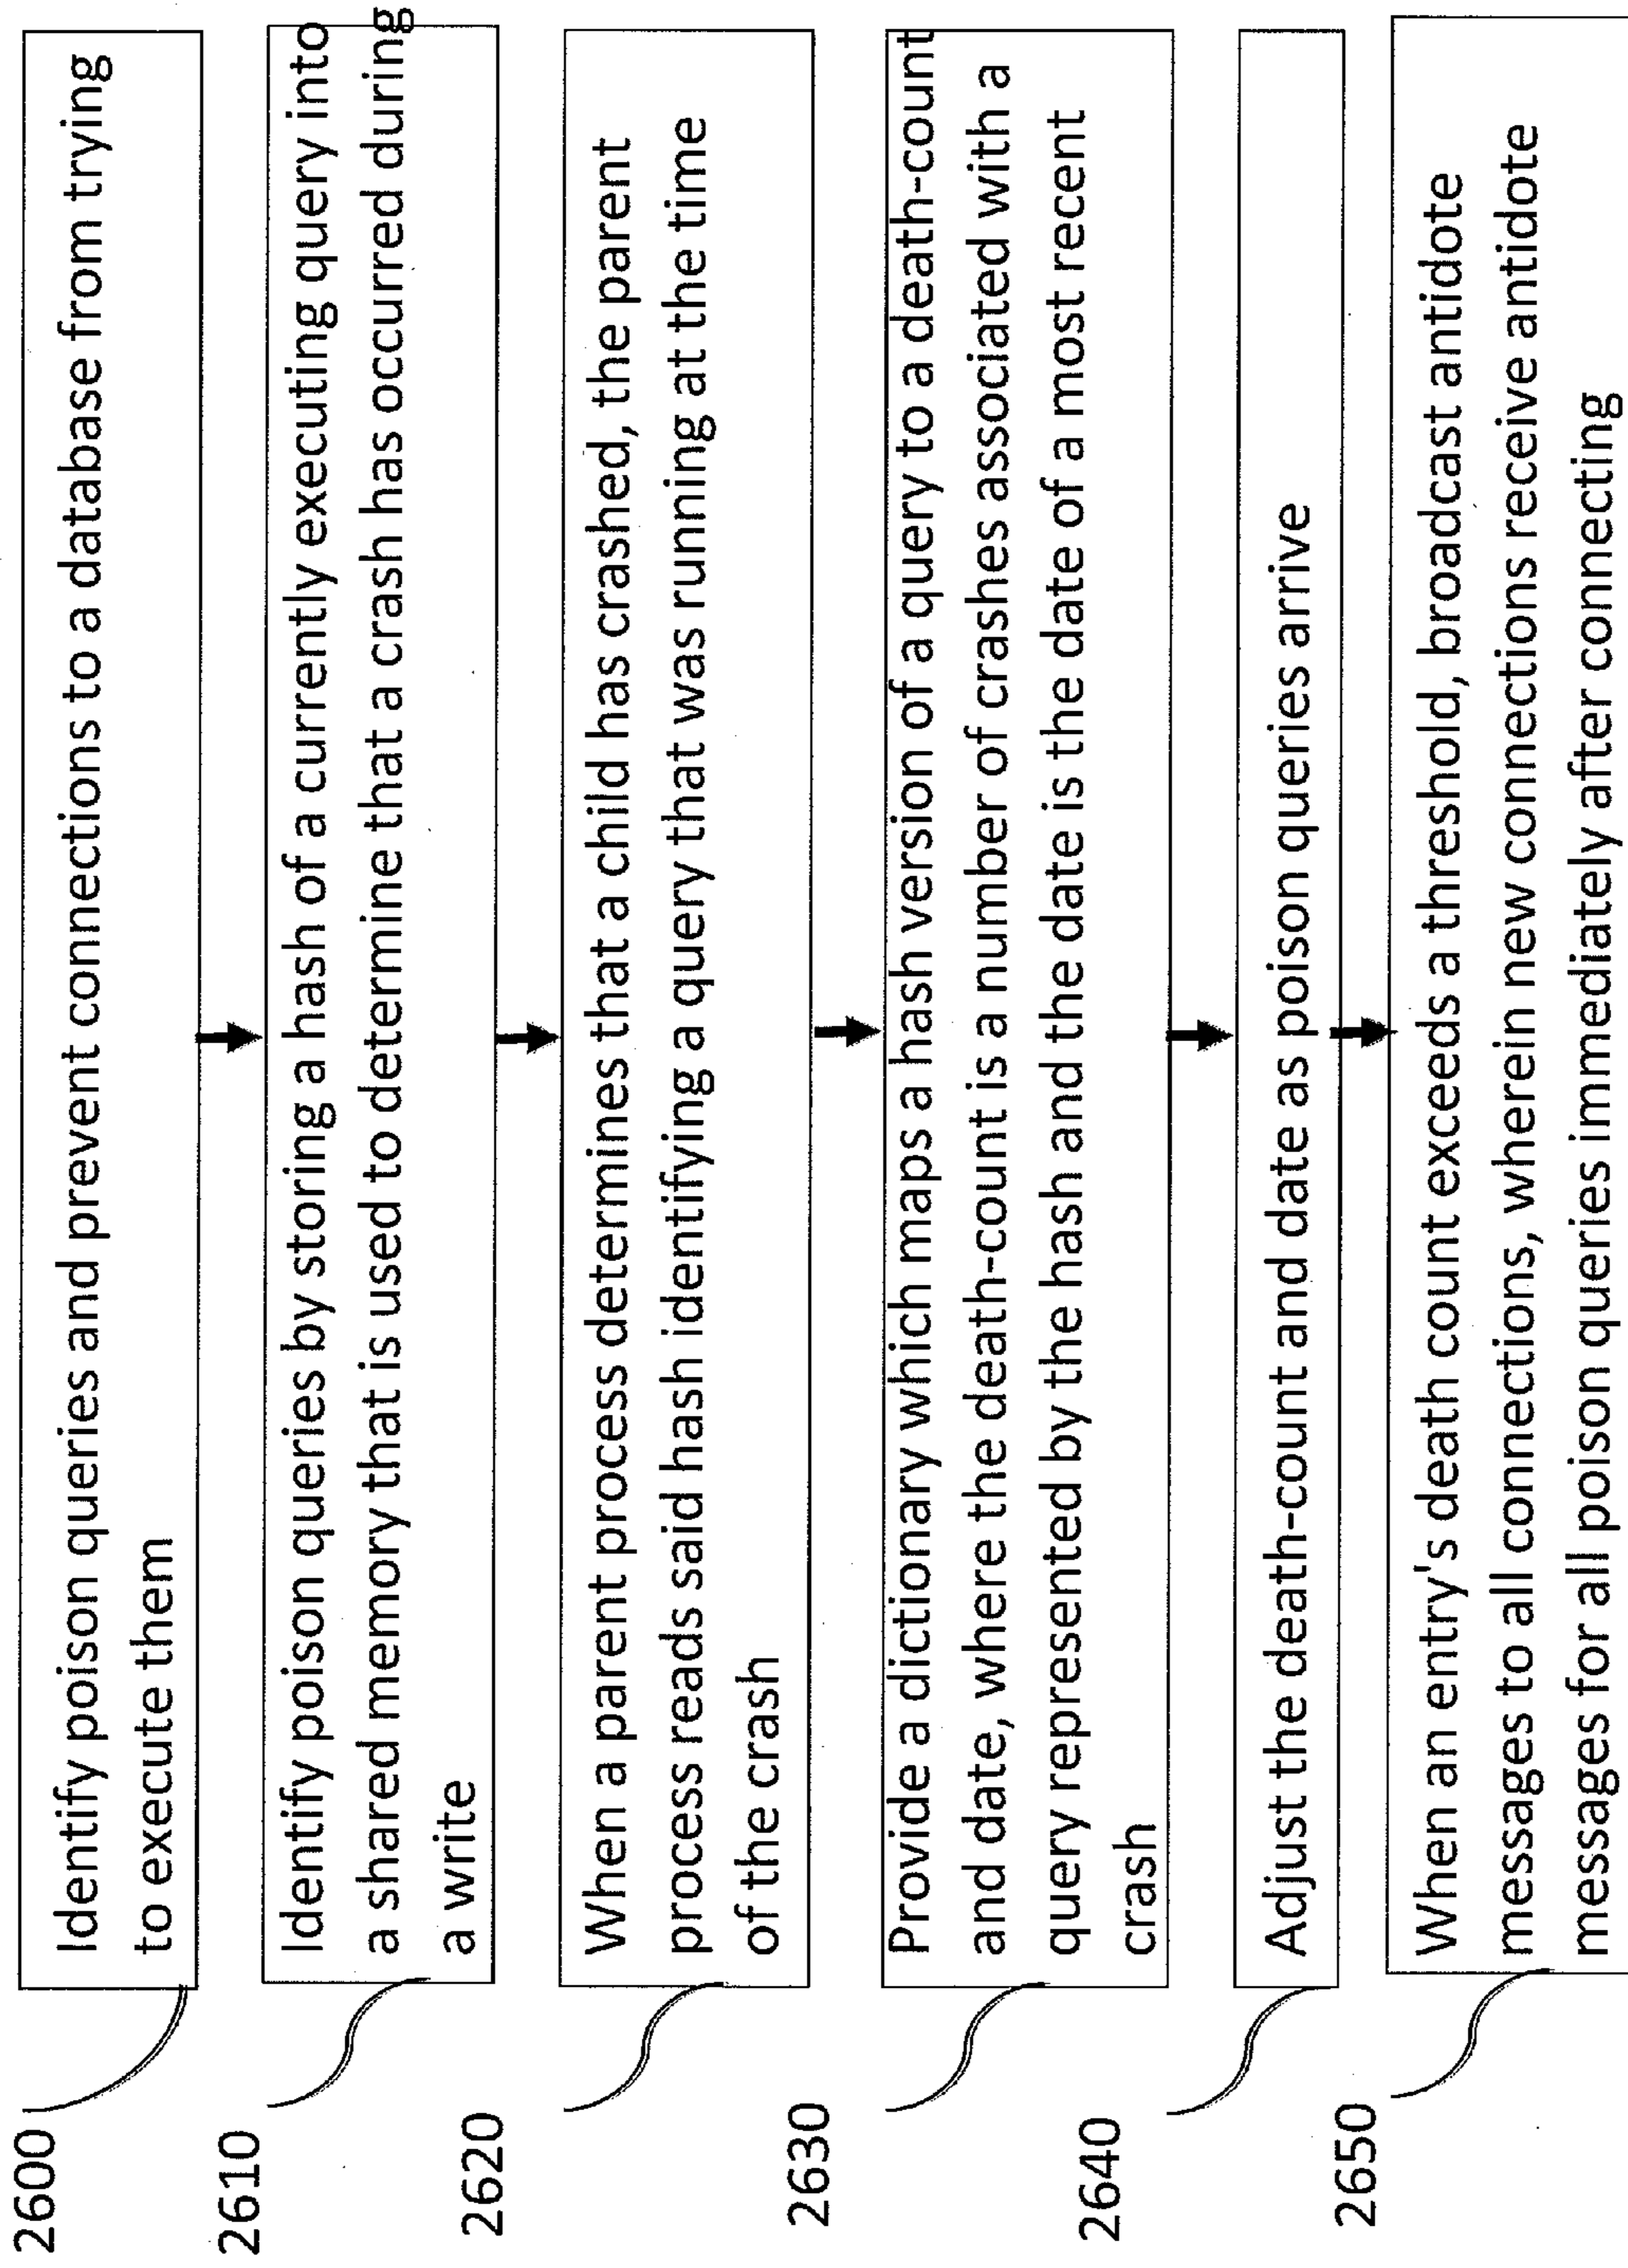 2600
Identify poison queries and prevent connections to a database from trying
to execute them
2610
Identify poison queries by storing a hash of a currently executing query into
a shared memory that is used to determine that a crash has occurred during
a write
2620
When a parent process determines that a child has crashed, the parent
process reads said hash identifying a query that was running at the time
of the crash
2630
Provide a dictionary which maps a hash version of a query to a death-count
and date, where the death-count is a number of crashes associated with a
query represented by the hash and the date is the date of a most recent
crash
2640
Adjust the death-count and date as poison queries arrive
2650
When an entry's death count exceeds a threshold, broadcast antidote
messages to all connections, wherein new connections receive antidote
messages for all poison queries immediately after connecting